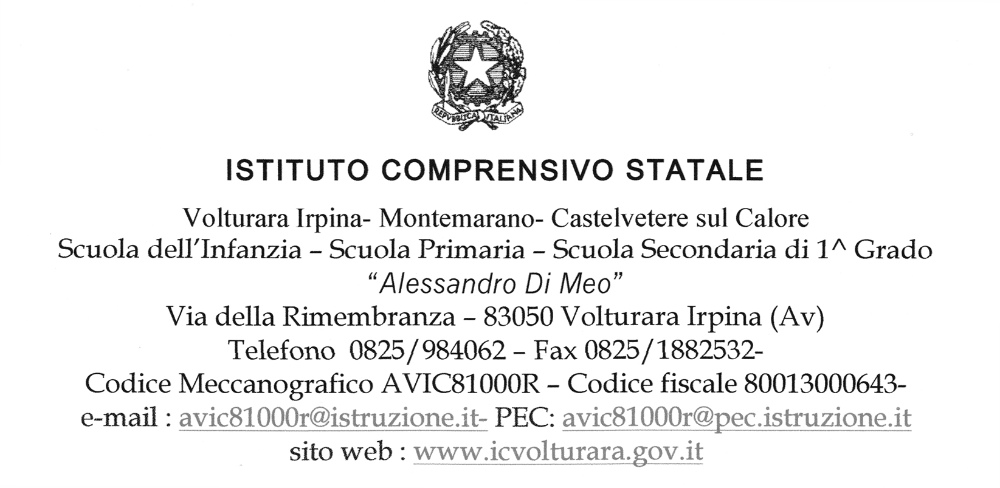 REPVBBLICA ITALIANA
ISTITUTO COMPRENSIVO STATALE
Volturara Irpina- Montemarano- Castelvetere sul Calore
Scuola dell'Infanzia – Scuola Primaria – Scuola Secondaria di 1^ Grado
“Alessandro Di Meo”
Via della Rimembranza – 83050 Volturara Irpina (Av)
Telefono  0825/984062 – Fax 0825/1882532-
Codice Meccanografico AVIC81000R – Codice fiscale 80013000643-
e-mail : avic81000r@istruzione.it- PEC: avic81000r@pec.istruzione.it
sito web : www.icvolturara.gov.it